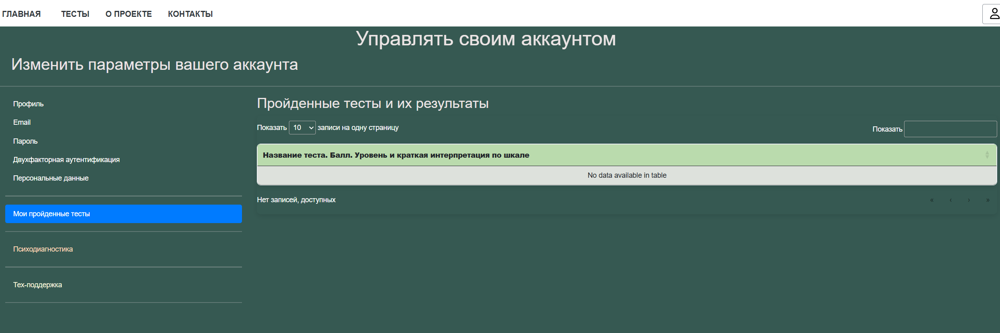 ГЛАВНАЯ ТЕСТЫ О ПРОЕКТЕ КОНТАКТЫ
Управлять своим аккаунтом
Изменить параметры вашего аккаунта
Профиль
Email
Пароль
Двухфакторная аутентификация
Персональные данные
Мои пройденные тесты
Психодиагностика
Тех-поддержка
Пройденные тесты и их результаты
Показать 10 записи на одну страницу
Показать
Название теста. Балл. Уровень и краткая интерпретация по шкале
No data available in table
Нет записей, доступных
« ‹ › »